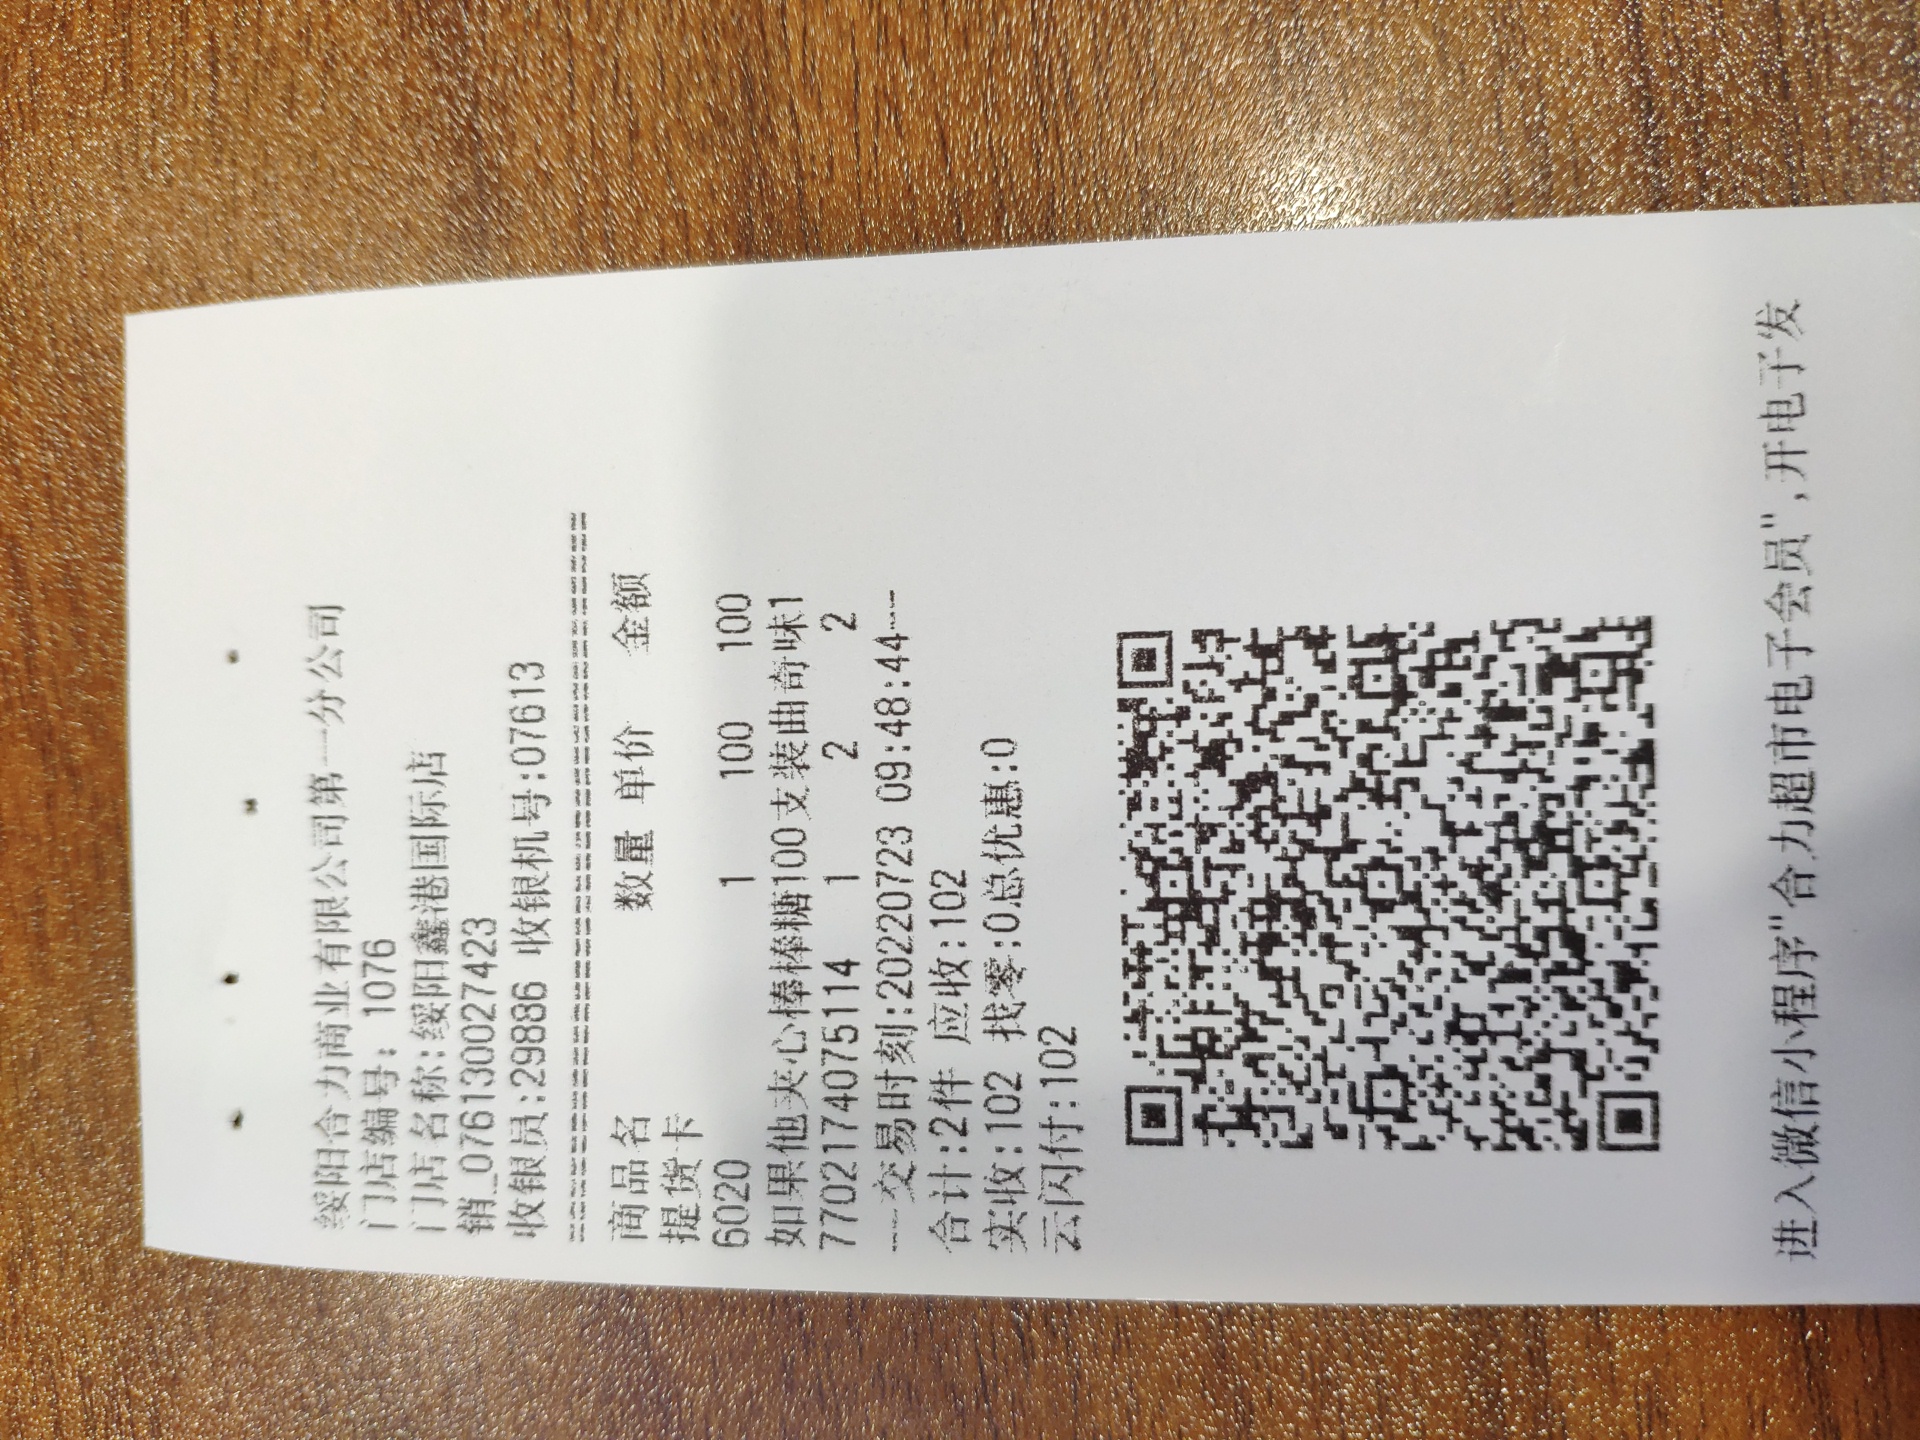 绥阳合力商业有限公司第一分公司
门店编号: 1076
门店名称:绥阳鑫港国际店
销_0761300027423
收银员:29886 收银机号:07613
商品名 数量 单价 金额
提货卡
6020 1 100 100
如果他夹心棒棒糖100支装曲奇味1
7702174075114 1 2 2
---交易时刻:20220723 09:48:44---
合计:2件 应收:102
实收:102 找零:0总优惠:0
云闪付:102
进入微信小程序"合力超市电子会员",开电子发